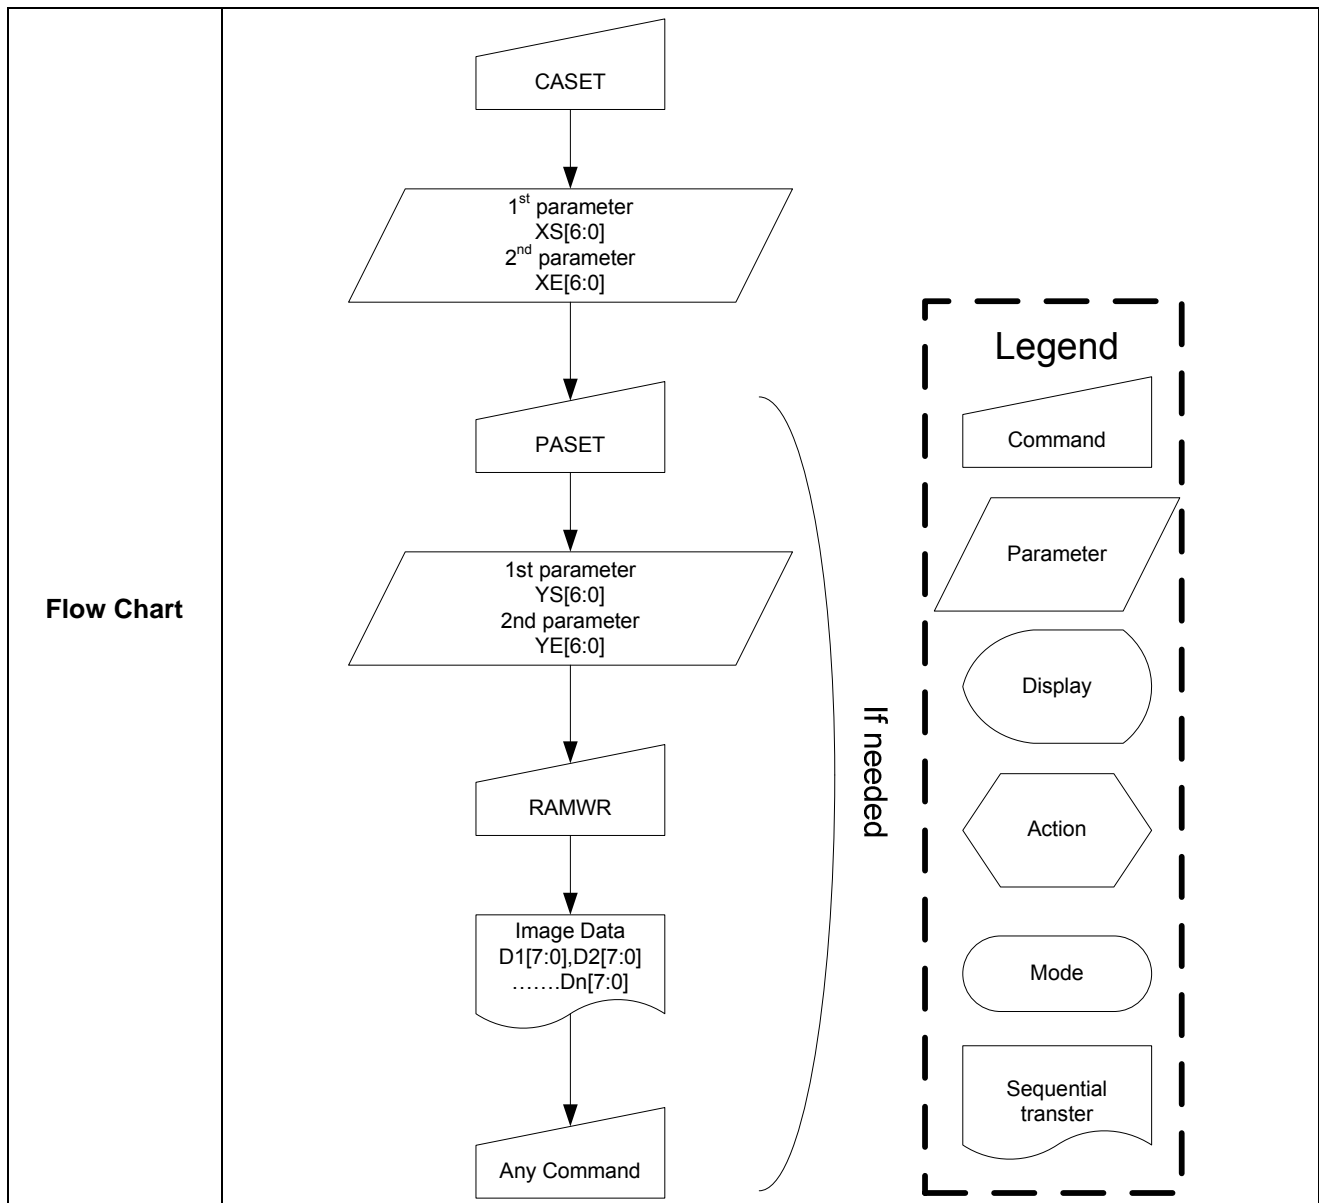 Flow Chart
CASET
1st parameter
XS[6:0]
2nd parameter
XE[6:0]
PASET
1st parameter
YS[6:0]
2nd parameter
YE[6:0]
RAMWR
Image Data
D1[7:0],D2[7:0]
…….Dn[7:0]
Any Command
If needed
Legend
Command
Parameter
Display
Action
Mode
Sequential
transter